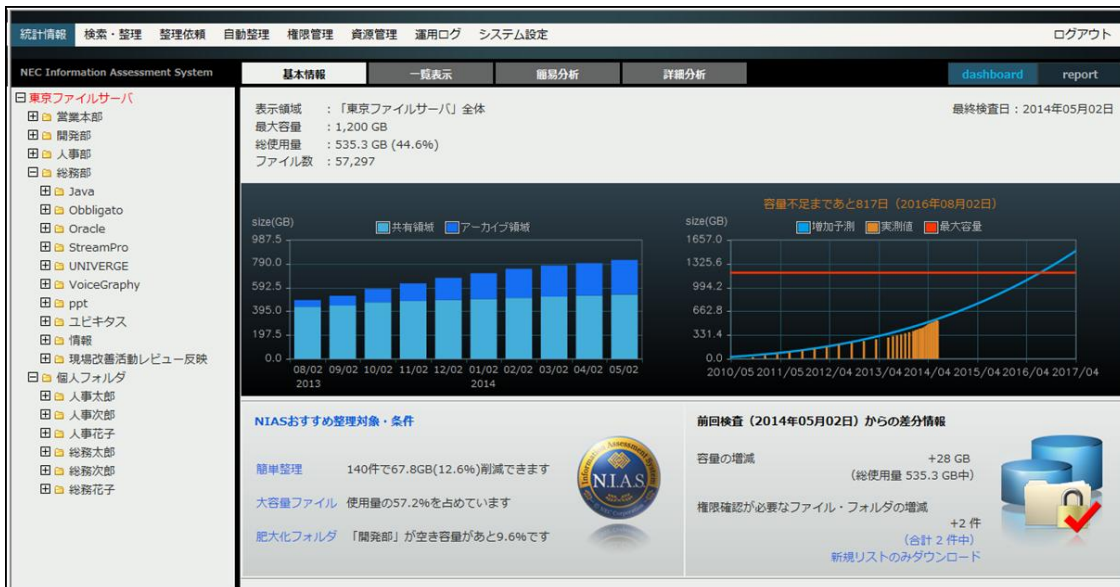 統計情報 検索・整理 整理依頼 自動整理 権限管理 資源管理 運用ログ システム設定 ログアウト
NEC Information Assessment System 基本情報 一覧表示 簡易分析 詳細分析 dashboard report
東京ファイルサーバ
営業本部
開発部
人事部
総務部
Java
Obbligato
Oracle
StreamPro
UNIVERGE
VoiceGraphy
ppt
ユビキタス
情報
現場改善活動レビュー反映
個人フォルダ
人事太郎
人事次郎
人事花子
総務太郎
総務次郎
総務花子
表示領域 : 「東京ファイルサーバ」全体 最終検査日：2014年05月02日
最大容量 : 1,200 GB
総使用量 : 535.3 GB (44.6%)
ファイル数 : 57,297
size(GB) 共有領域 アーカイブ領域
987.5
790.0
592.5
395.0
197.5
0.0
08/02 09/02 10/02 11/02 12/02 01/02 02/02 03/02 04/02 05/02
2013 2014
容量不足まであと817日（2016年08月02日）
size(GB) 増加予測 実測値 最大容量
1657.0
1325.6
994.2
662.8
331.4
0.0
2010/05 2011/05 2012/04 2013/04 2014/04 2015/04 2016/04 2017/04
NIASおすすめ整理対象・条件
簡単整理 140件で67.8GB(12.6%)削減できます
大容量ファイル 使用量の57.2%を占めています
肥大化フォルダ 「開発部」が空き容量があと9.6%です
Information Assessment System
N.I.A.S.
© NEC Corporation
前回検査（2014年05月02日）からの差分情報
容量の増減 +28 GB
（総使用量 535.3 GB中）
権限確認が必要なファイル・フォルダの増減
+2 件
（合計 2 件中）
新規リストのみダウンロード